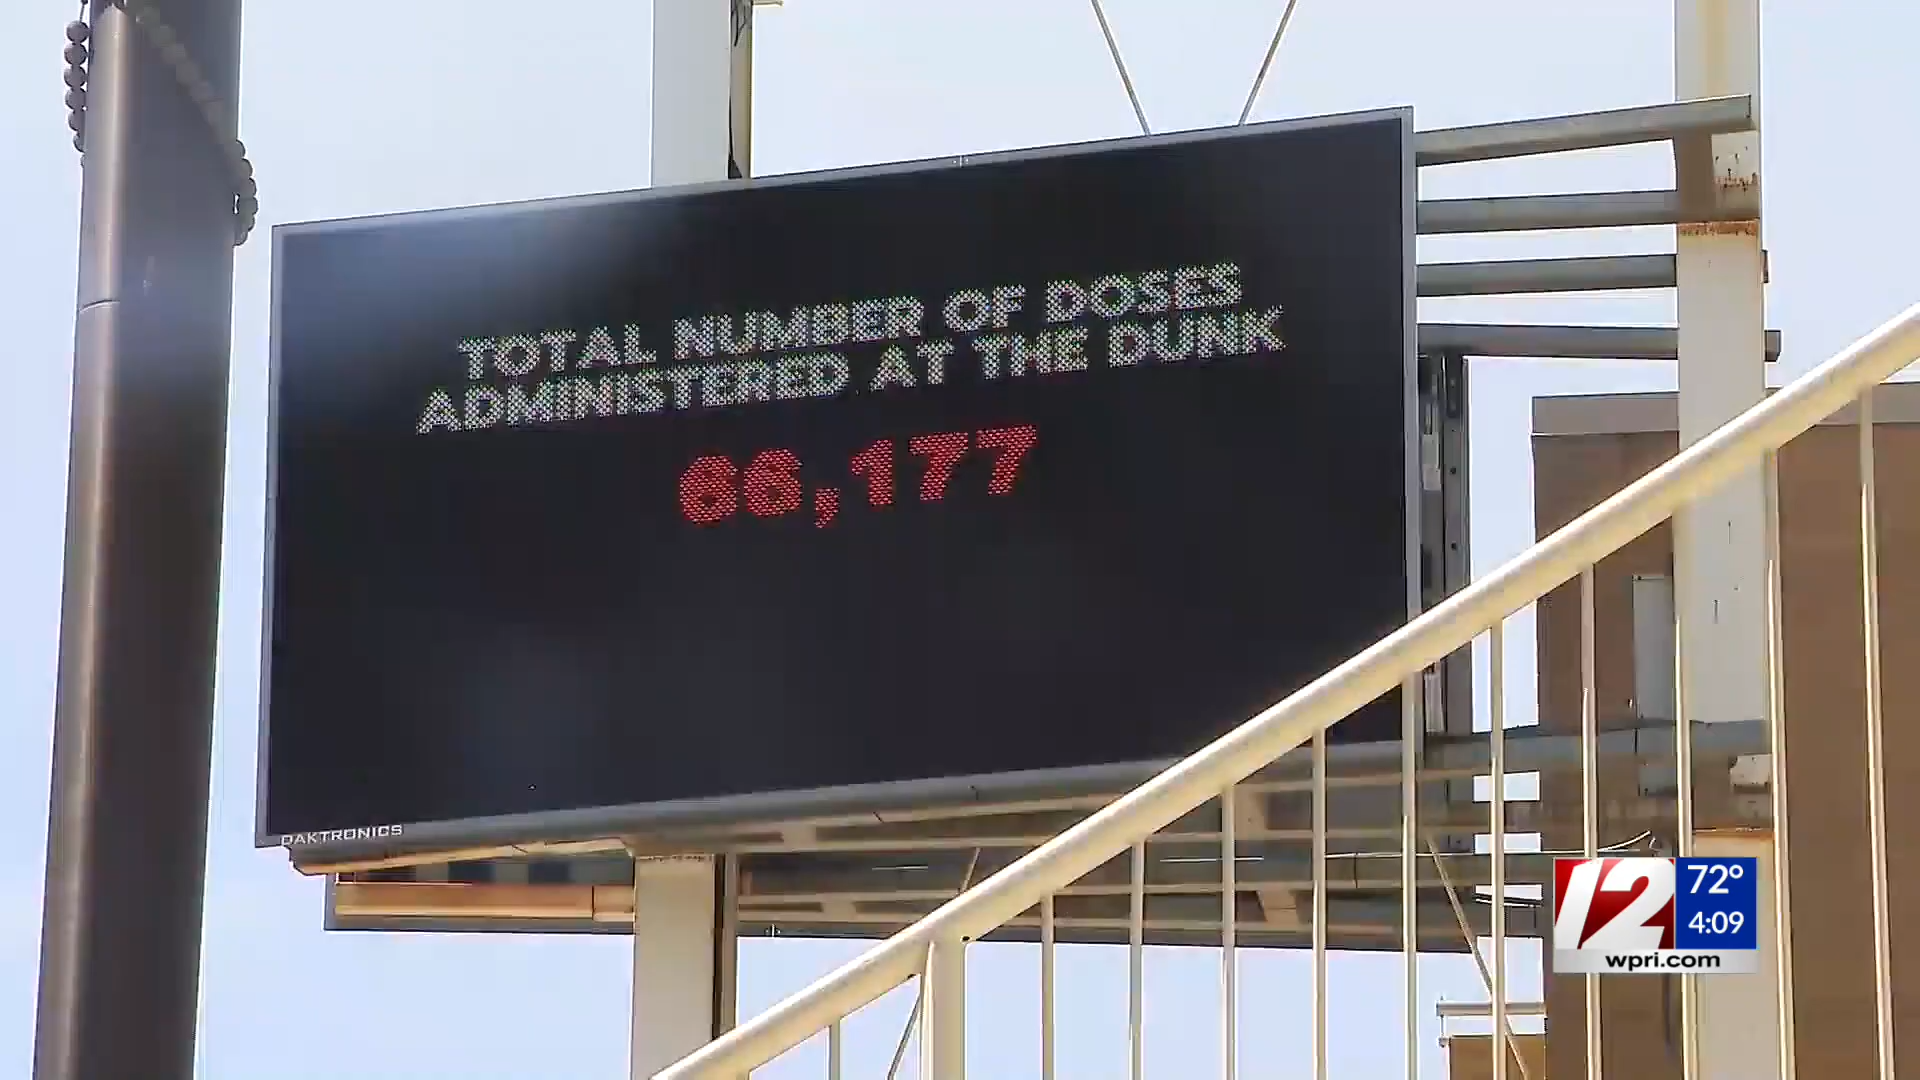 TOTAL NUMBER OF DOSES
ADMINISTERED AT THE DUNK
66,177
DAKTRONICS
12
72°
4:09
wpri.com